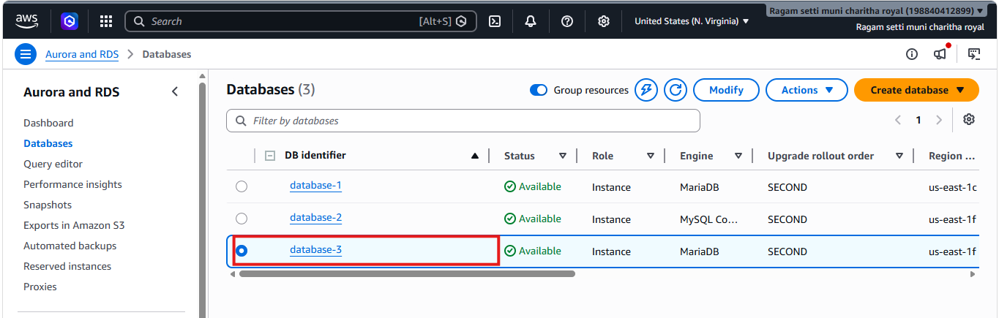 aws
Search [Alt+S]
United States (N. Virginia)
Ragam setti muni charitha royal (198840412899)
Ragam setti muni charitha royal
Aurora and RDS > Databases
Aurora and RDS
Dashboard
Databases
Query editor
Performance insights
Snapshots
Exports in Amazon S3
Automated backups
Reserved instances
Proxies
Databases (3)
Group resources
Modify
Actions
Create database
Filter by databases
1
DB identifier Status Role Engine Upgrade rollout order Region ...
database-1 Available Instance MariaDB SECOND us-east-1c
database-2 Available Instance MySQL Co... SECOND us-east-1f
database-3 Available Instance MariaDB SECOND us-east-1f